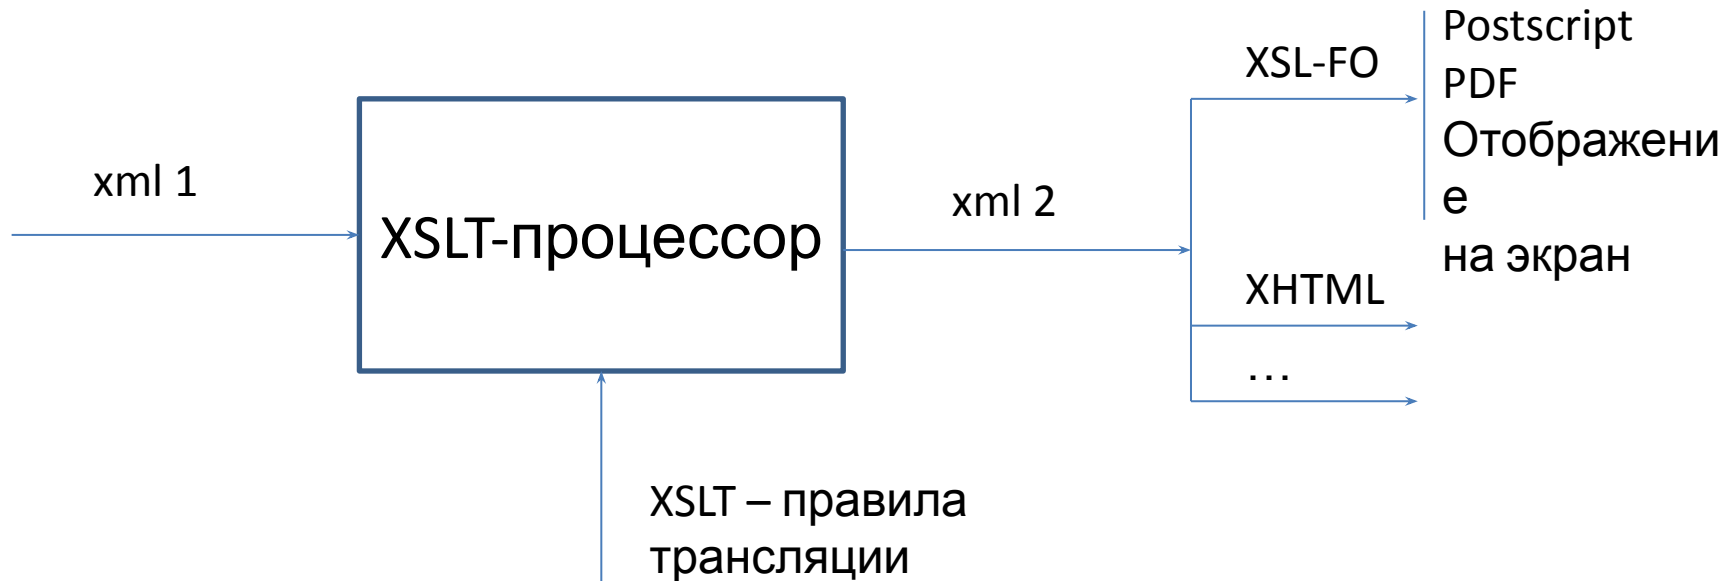 xml 1
XSLT-процессор
xml 2
XSL-FO
Postscript
PDF
Отображени
е
на экран
XHTML
…
XSLT – правила
трансляции